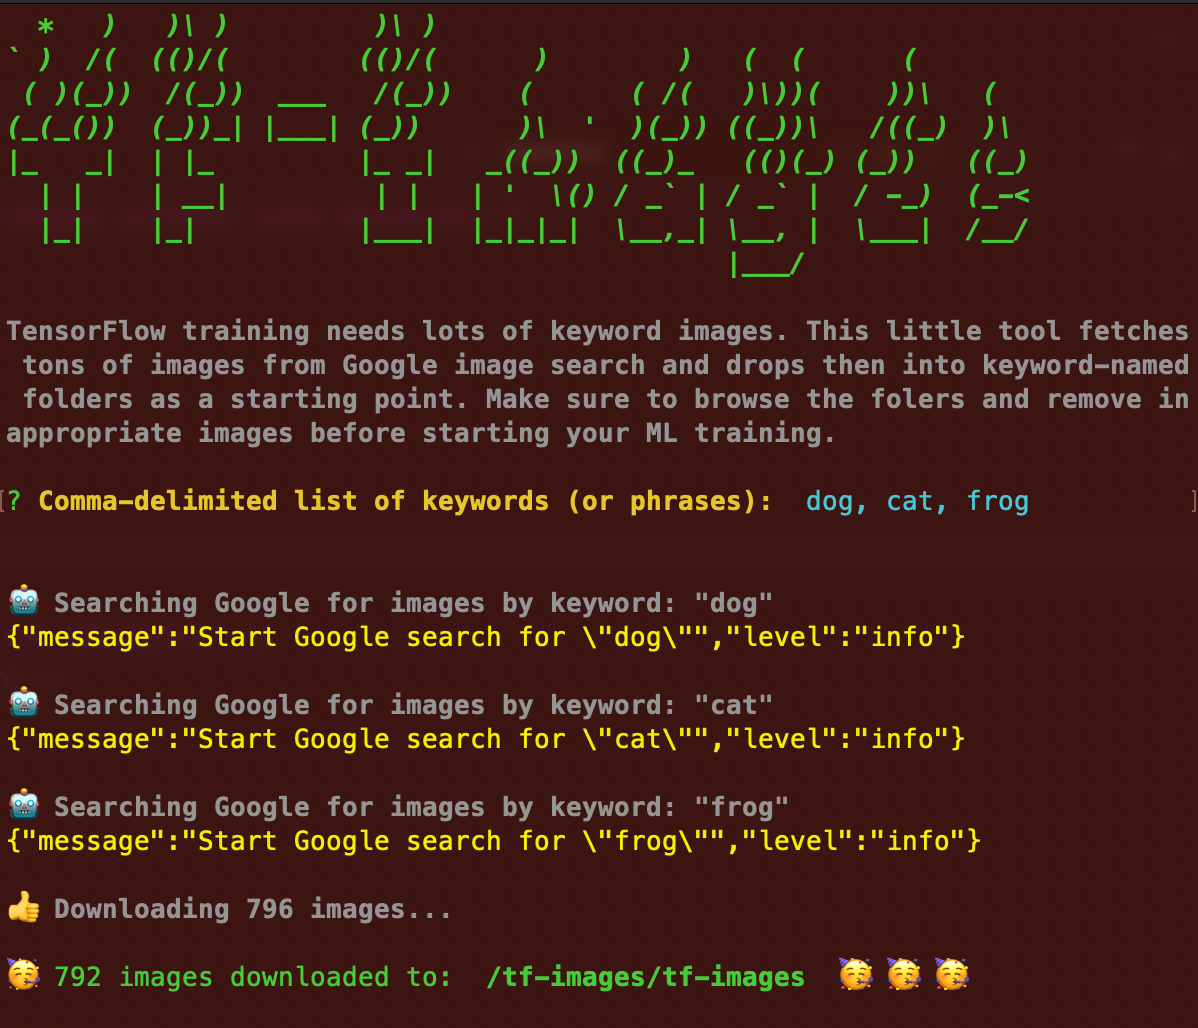 TF-Images
TensorFlow training needs lots of keyword images. This little tool fetches
tons of images from Google image search and drops then into keyword-named
folders as a starting point. Make sure to browse the folers and remove in
appropriate images before starting your ML training.
? Comma-delimited list of keywords (or phrases): dog, cat, frog
🤖 Searching Google for images by keyword: "dog"
{"message":"Start Google search for \"dog\"","level":"info"}
🤖 Searching Google for images by keyword: "cat"
{"message":"Start Google search for \"cat\"","level":"info"}
🤖 Searching Google for images by keyword: "frog"
{"message":"Start Google search for \"frog\"","level":"info"}
👍 Downloading 796 images...
🥳 792 images downloaded to: /tf-images/tf-images 🥳 🥳 🥳